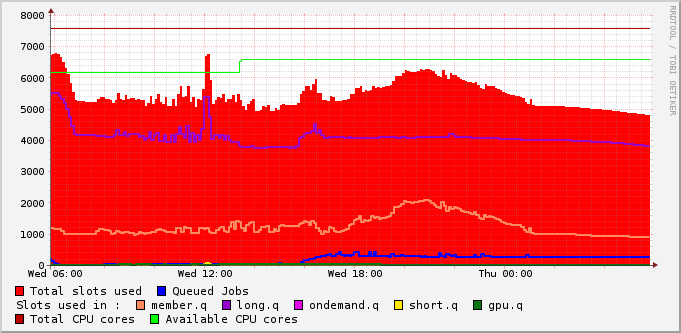 RRDTOOL / TOBI OETIKER
8000
7000
6000
5000
4000
3000
2000
1000
0
Wed 06:00 Wed 12:00 Wed 18:00 Thu 00:00
Total slots used Queued Jobs
Slots used in : member.q long.q ondemand.q short.q gpu.q
Total CPU cores Available CPU cores